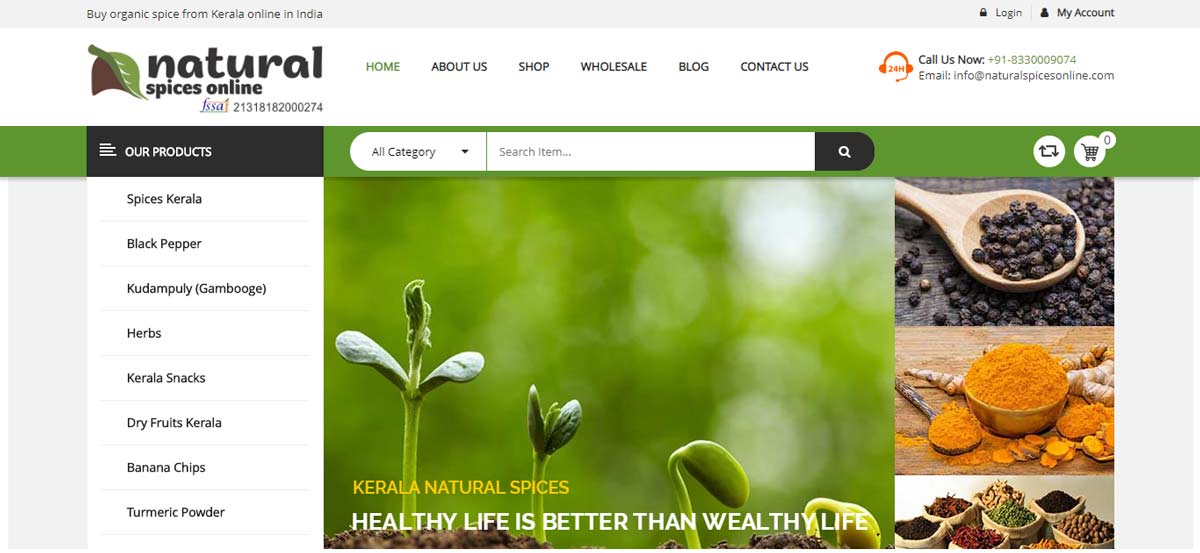 Buy organic spice from Kerala online in India
Login
My Account
natural
spices online
fssai 21318182000274
HOME
ABOUT US
SHOP
WHOLESALE
BLOG
CONTACT US
24H
Call Us Now: +91-8330009074
Email: info@naturalspicesonline.com
OUR PRODUCTS
All Category
Search Item...
0
Spices Kerala
Black Pepper
Kudampuly (Gambooge)
Herbs
Kerala Snacks
Dry Fruits Kerala
Banana Chips
Turmeric Powder
KERALA NATURAL SPICES
HEALTHY LIFE IS BETTER THAN WEALTHY LIFE